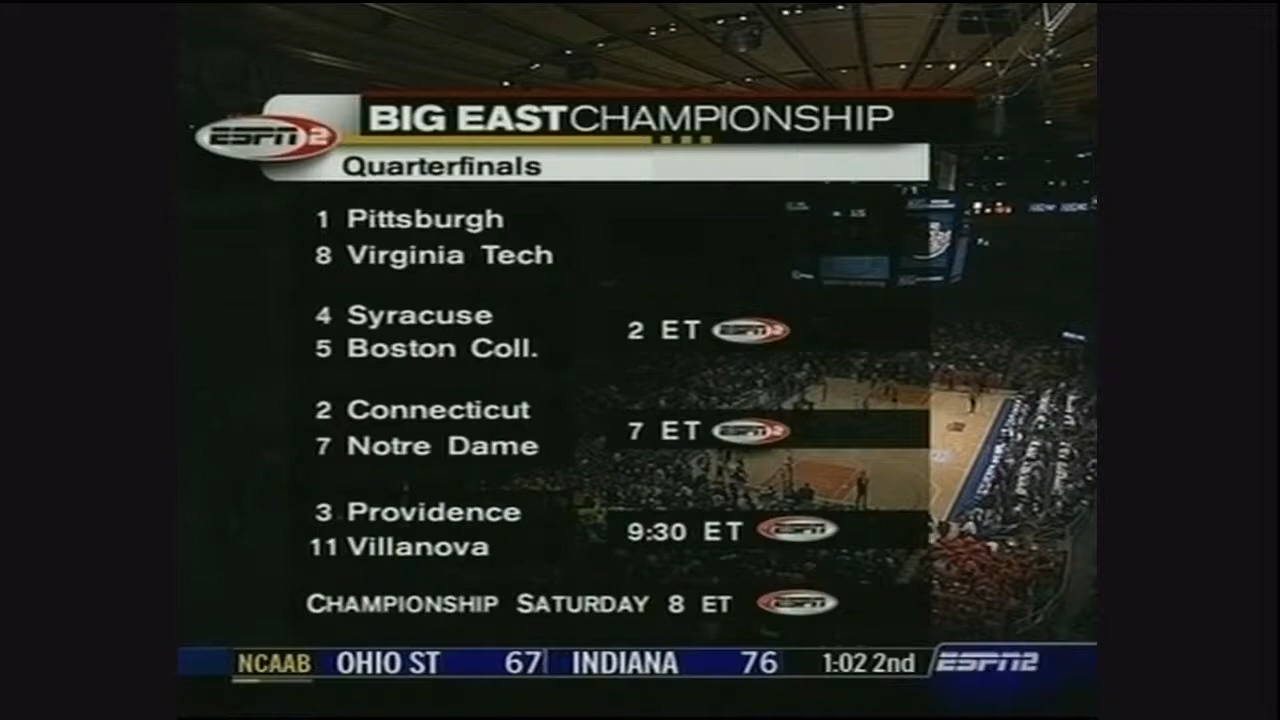 BIG EAST CHAMPIONSHIP
ESPN2
Quarterfinals
1 Pittsburgh
8 Virginia Tech
4 Syracuse
2 ET ESPN2
5 Boston Coll.
2 Connecticut
7 ET ESPN2
7 Notre Dame
3 Providence
9:30 ET ESPN
11 Villanova
CHAMPIONSHIP SATURDAY 8 ET ESPN
NCAAB OHIO ST 67 INDIANA 76 1:02 2nd ESPN2